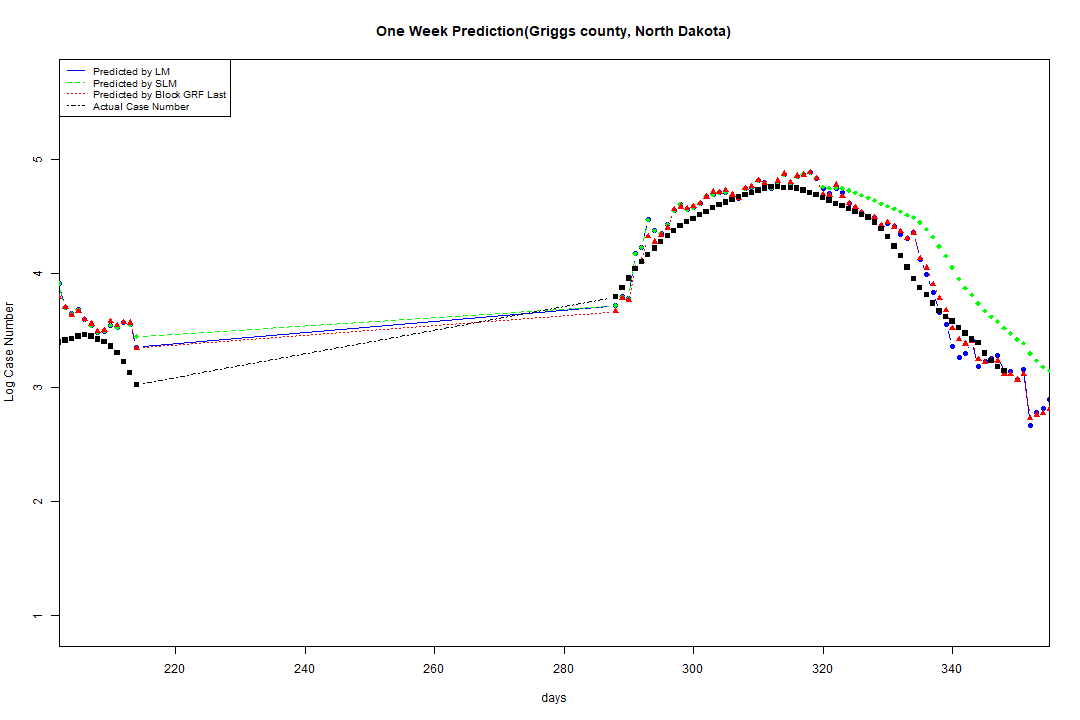 One Week Prediction(Griggs county, North Dakota)
Predicted by LM
Predicted by SLM
Predicted by Block GRF Last
Actual Case Number
5
4
3
2
1
Log Case Number
220 240 260 280 300 320 340
days